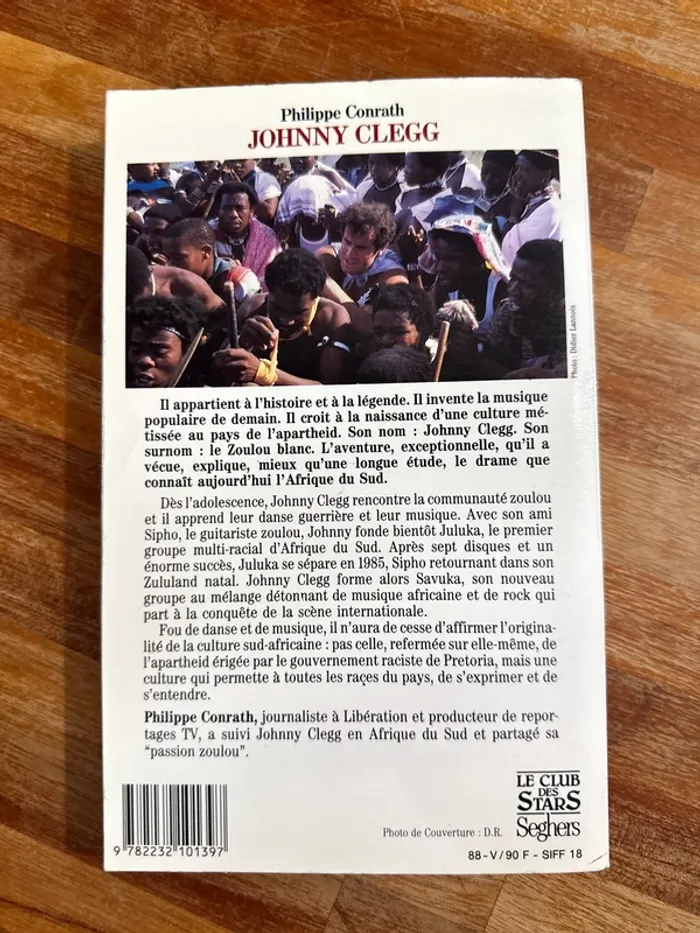 Philippe Conrath
JOHNNY CLEGG
Photo : Didier Lannois
Il appartient à l'histoire et à la légende. Il invente la musique
populaire de demain. Il croit à la naissance d'une culture mé-
tissée au pays de l'apartheid. Son nom : Johnny Clegg. Son
surnom : le Zoulou blanc. L'aventure, exceptionnelle, qu'il a
vécue, explique, mieux qu'une longue étude, le drame que
connaît aujourd'hui l'Afrique du Sud.
Dès l'adolescence, Johnny Clegg rencontre la communauté zoulou
et il apprend leur danse guerrière et leur musique. Avec son ami
Sipho, le guitariste zoulou, Johnny fonde bientôt Juluka, le premier
groupe multi-racial d'Afrique du Sud. Après sept disques et un
énorme succès, Juluka se sépare en 1985, Sipho retournant dans son
Zululand natal. Johnny Clegg forme alors Savuka, son nouveau
groupe au mélange détonnant de musique africaine et de rock qui
part à la conquête de la scène internationale.
Fou de danse et de musique, il n'aura de cesse d'affirmer l'origina-
lité de la culture sud-africaine : pas celle, refermée sur elle-même, de
l'apartheid érigée par le gouvernement raciste de Pretoria, mais une
culture qui permette à toutes les raçes du pays, de s'exprimer et de
s'entendre.
Philippe Conrath, journaliste à Libération et producteur de repor-
tages TV, a suivi Johnny Clegg en Afrique du Sud et partagé sa
"passion zoulou".
LE CLUB
DES
STARS
Seghers
Photo de Couverture : D.R.
9 782232 101397
88-V/90 F - SIFF 18